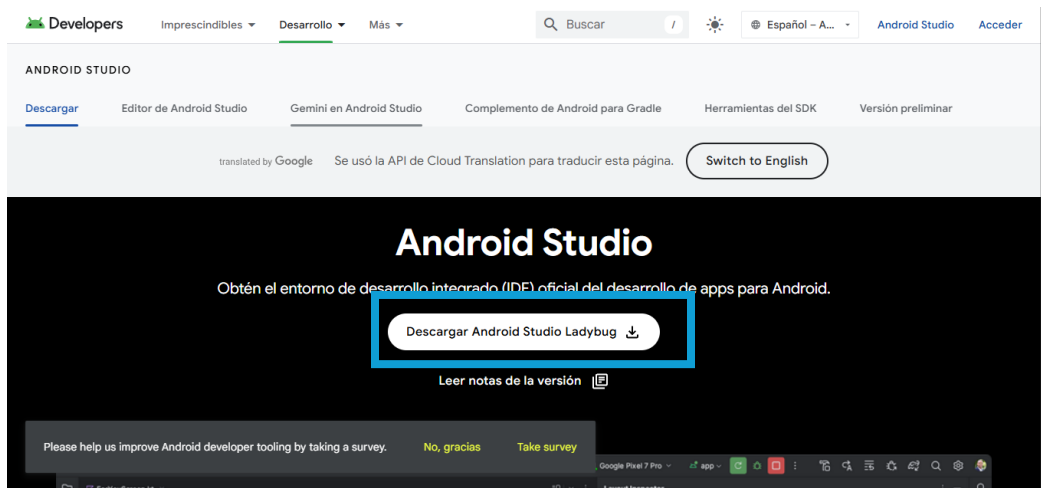 Developers Imprescindibles Desarrollo Más Buscar / Español – A... Android Studio Acceder
ANDROID STUDIO
Descargar Editor de Android Studio Gemini en Android Studio Complemento de Android para Gradle Herramientas del SDK Versión preliminar
translated by Google Se usó la API de Cloud Translation para traducir esta página. Switch to English
Android Studio
Obtén el entorno de desarrollo integrado (IDE) oficial del desarrollo de apps para Android.
Descargar Android Studio Ladybug
Leer notas de la versión
Please help us improve Android developer tooling by taking a survey. No, gracias Take survey
Google Pixel 7 Pro app